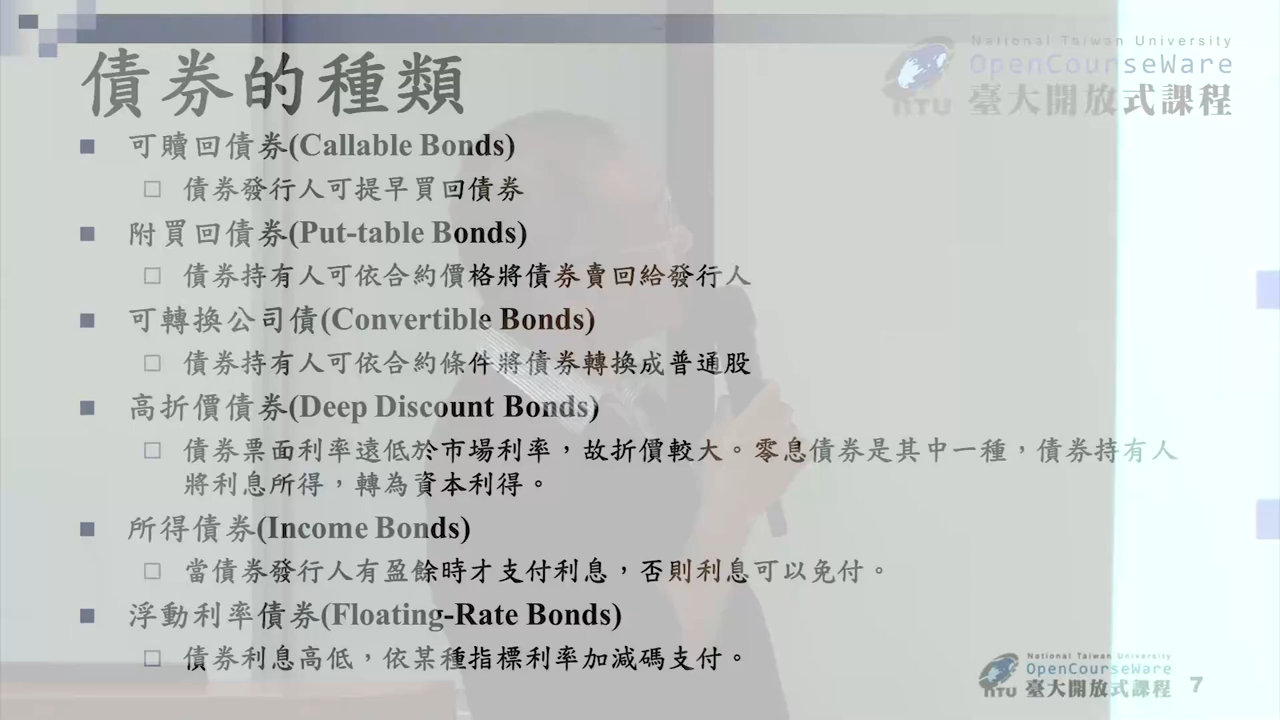 National Taiwan University
OpenCourseWare
NTU 臺大開放式課程
債券的種類
可贖回債券(Callable Bonds)
債券發行人可提早買回債券
附買回債券(Put-table Bonds)
債券持有人可依合約價格將債券賣回給發行人
可轉換公司債(Convertible Bonds)
債券持有人可依合約條件將債券轉換成普通股
高折價債券(Deep Discount Bonds)
債券票面利率遠低於市場利率，故折價較大。零息債券是其中一種，債券持有人
將利息所得，轉為資本利得。
所得債券(Income Bonds)
當債券發行人有盈餘時才支付利息，否則利息可以免付。
浮動利率債券(Floating-Rate Bonds)
債券利息高低，依某種指標利率加減碼支付。
National Taiwan University
OpenCourseWare
NTU 臺大開放式課程
7